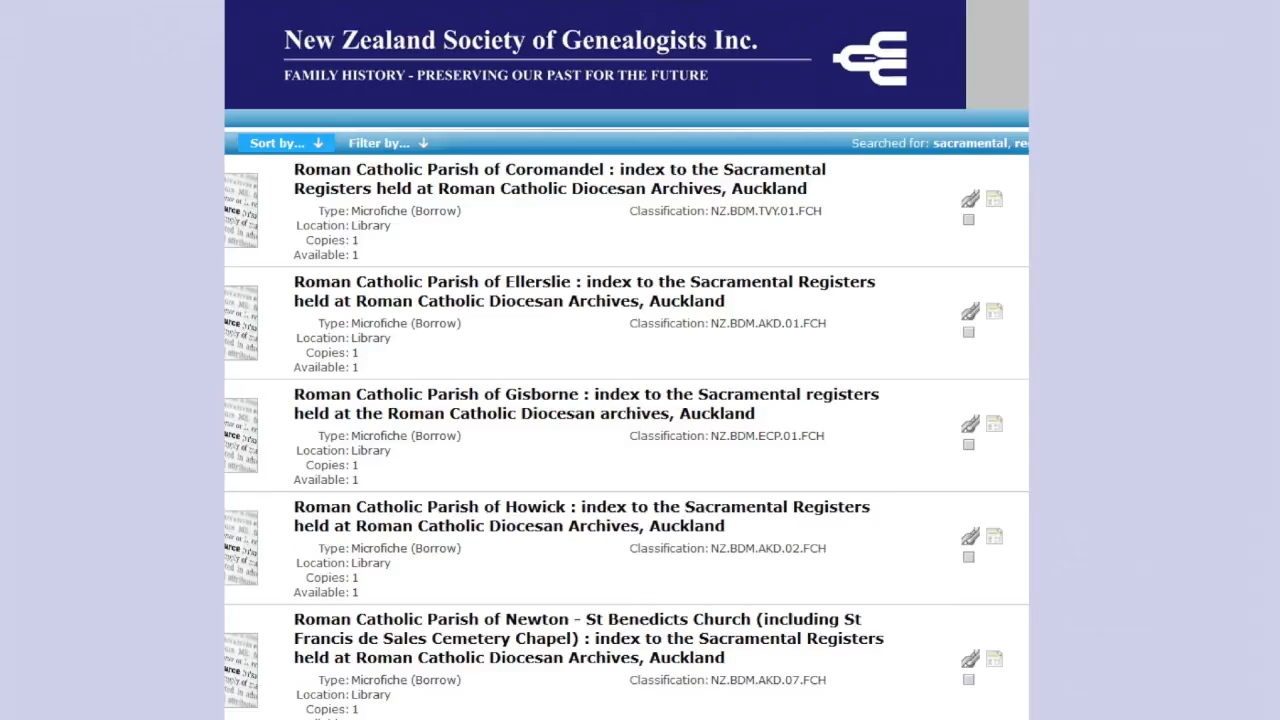 New Zealand Society of Genealogists Inc.
FAMILY HISTORY - PRESERVING OUR PAST FOR THE FUTURE
Sort by... ↓ Filter by... ↓ Searched for: sacramental, re
Roman Catholic Parish of Coromandel : index to the Sacramental
Registers held at Roman Catholic Diocesan Archives, Auckland
Type: Microfiche (Borrow) Classification: NZ.BDM.TVY.01.FCH
Location: Library
Copies: 1
Available: 1
Roman Catholic Parish of Ellerslie : index to the Sacramental Registers
held at Roman Catholic Diocesan Archives, Auckland
Type: Microfiche (Borrow) Classification: NZ.BDM.AKD.01.FCH
Location: Library
Copies: 1
Available: 1
Roman Catholic Parish of Gisborne : index to the Sacramental registers
held at the Roman Catholic Diocesan archives, Auckland
Type: Microfiche (Borrow) Classification: NZ.BDM.ECP.01.FCH
Location: Library
Copies: 1
Available: 1
Roman Catholic Parish of Howick : index to the Sacramental Registers
held at Roman Catholic Diocesan Archives, Auckland
Type: Microfiche (Borrow) Classification: NZ.BDM.AKD.02.FCH
Location: Library
Copies: 1
Available: 1
Roman Catholic Parish of Newton - St Benedicts Church (including St
Francis de Sales Cemetery Chapel) : index to the Sacramental Registers
held at Roman Catholic Diocesan Archives, Auckland
Type: Microfiche (Borrow) Classification: NZ.BDM.AKD.07.FCH
Location: Library
Copies: 1